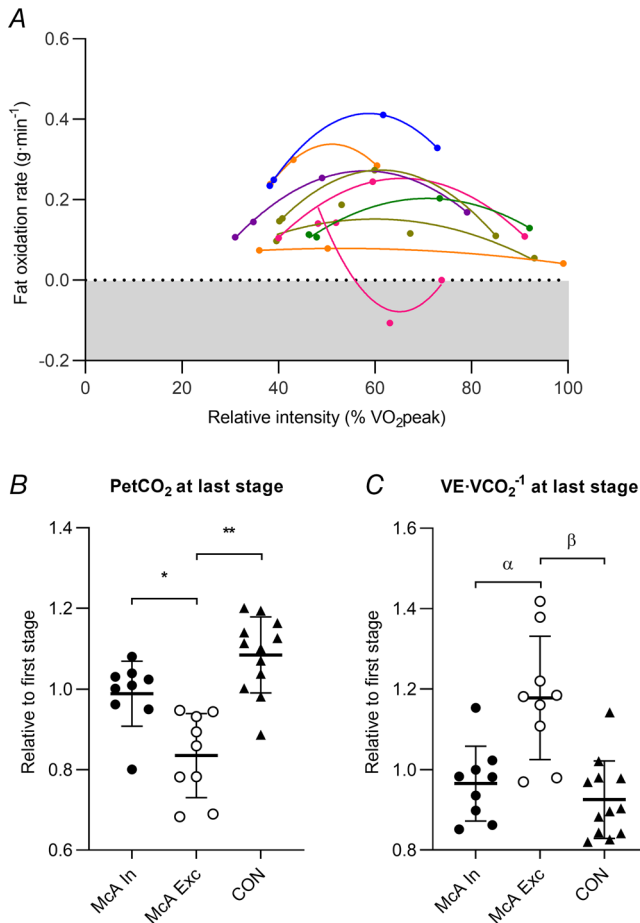 A
Fat oxidation rate (g·min⁻¹)
0.6
0.4
0.2
0.0
-0.2
0 20 40 60 80 100
Relative intensity (% VO₂peak)
B
PetCO₂ at last stage
Relative to first stage
1.4
1.2
1.0
0.8
0.6
*
**
McA In McA Exc CON
C
VE·VCO₂⁻¹ at last stage
Relative to first stage
1.6
1.4
1.2
1.0
0.8
α
β
McA In McA Exc CON